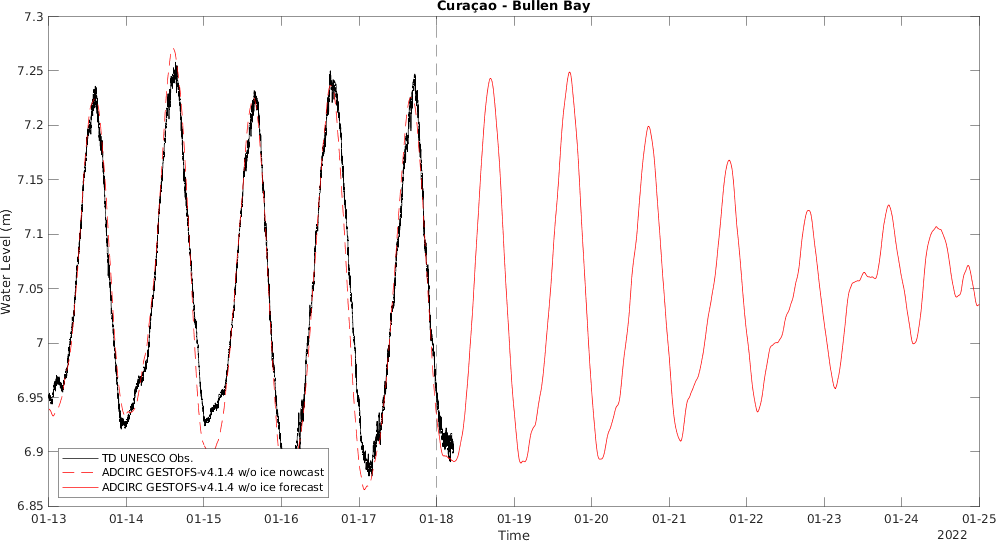 Curaçao - Bullen Bay
7.3
7.25
7.2
7.15
7.1
7.05
7
6.95
6.9
6.85
Water Level (m)
TD UNESCO Obs.
ADCIRC GESTOFS-v4.1.4 w/o ice nowcast
ADCIRC GESTOFS-v4.1.4 w/o ice forecast
01-13 01-14 01-15 01-16 01-17 01-18 01-19 01-20 01-21 01-22 01-23 01-24 01-25
Time
2022